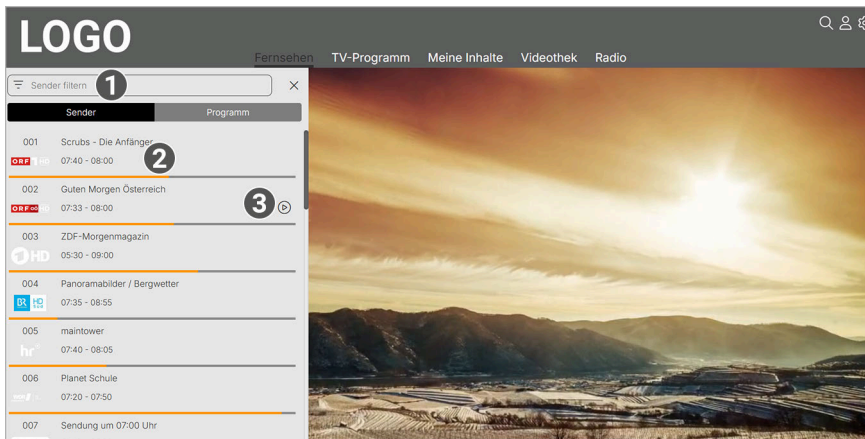 LOGO
Fernsehen TV-Programm Meine Inhalte Videothek Radio
Sender filtern 1
Sender Programm
001 Scrubs - Die Anfänger
ORF 1 HD 07:40 - 08:00 2
002 Guten Morgen Österreich
ORF 07:33 - 08:00 3
003 ZDF-Morgenmagazin
1 HD 05:30 - 09:00
004 Panoramabilder / Bergwetter
BR HD 07:35 - 08:55
005 maintower
hr 07:40 - 08:05
006 Planet Schule
07:20 - 07:50
007 Sendung um 07:00 Uhr